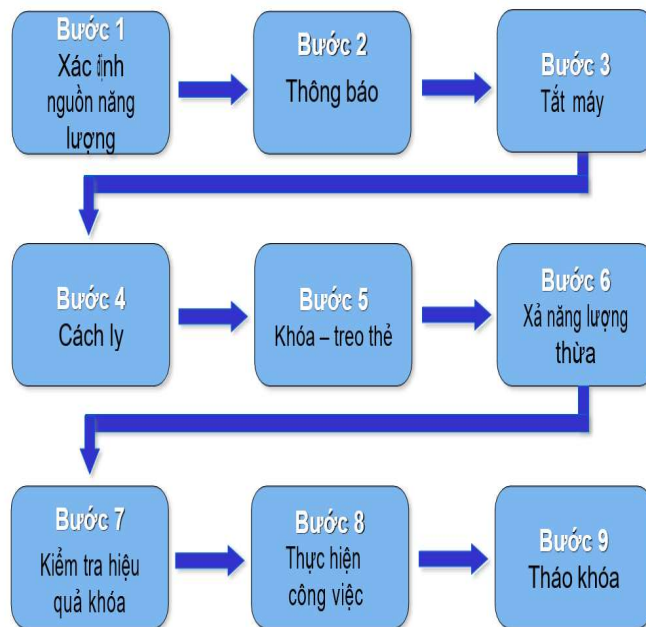 Bước 1
Xác định
nguồn năng
lượng
Bước 2
Thông báo
Bước 3
Tắt máy
Bước 4
Cách ly
Bước 5
Khóa – treo thẻ
Bước 6
Xả năng lượng
thừa
Bước 7
Kiểm tra hiệu
quả khóa
Bước 8
Thực hiện
công việc
Bước 9
Tháo khóa